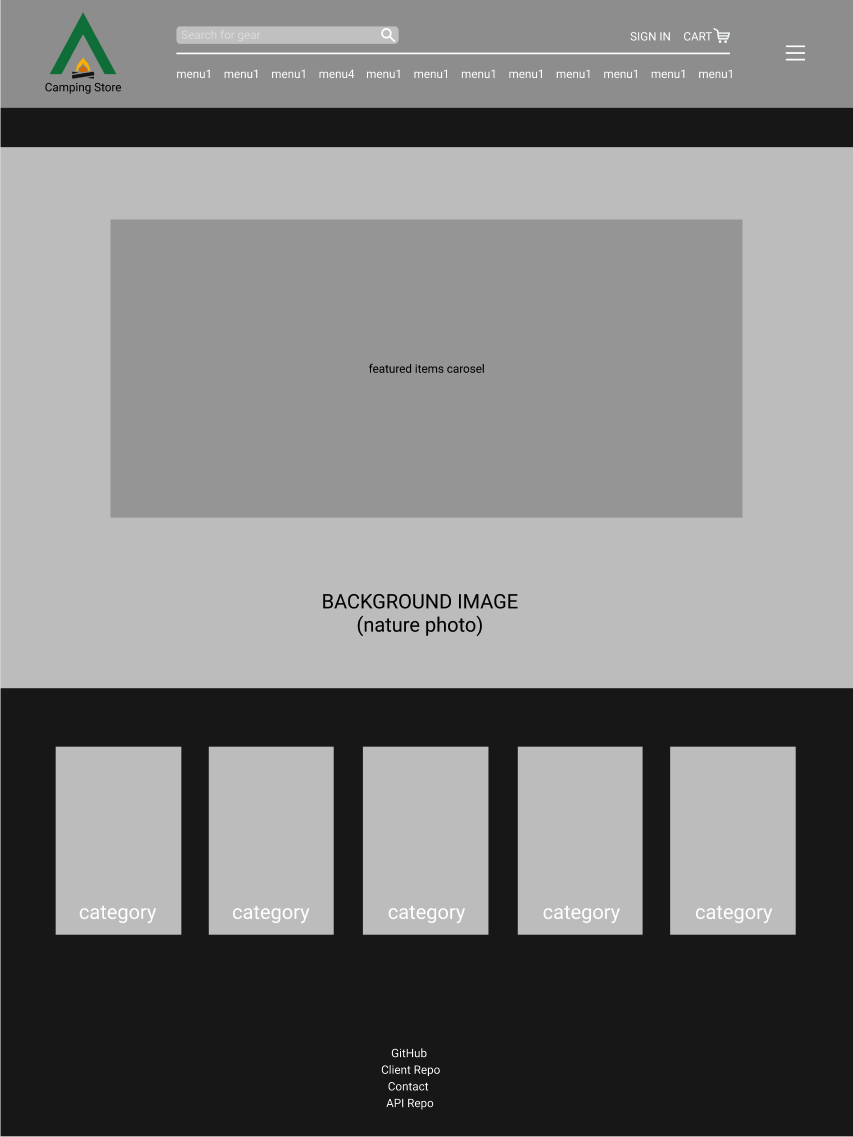 Search for gear
SIGN IN CART
menu1 menu1 menu1 menu4 menu1 menu1 menu1 menu1 menu1 menu1 menu1 menu1
Camping Store
featured items carosel
BACKGROUND IMAGE
(nature photo)
category category category category category
GitHub
Client Repo
Contact
API Repo